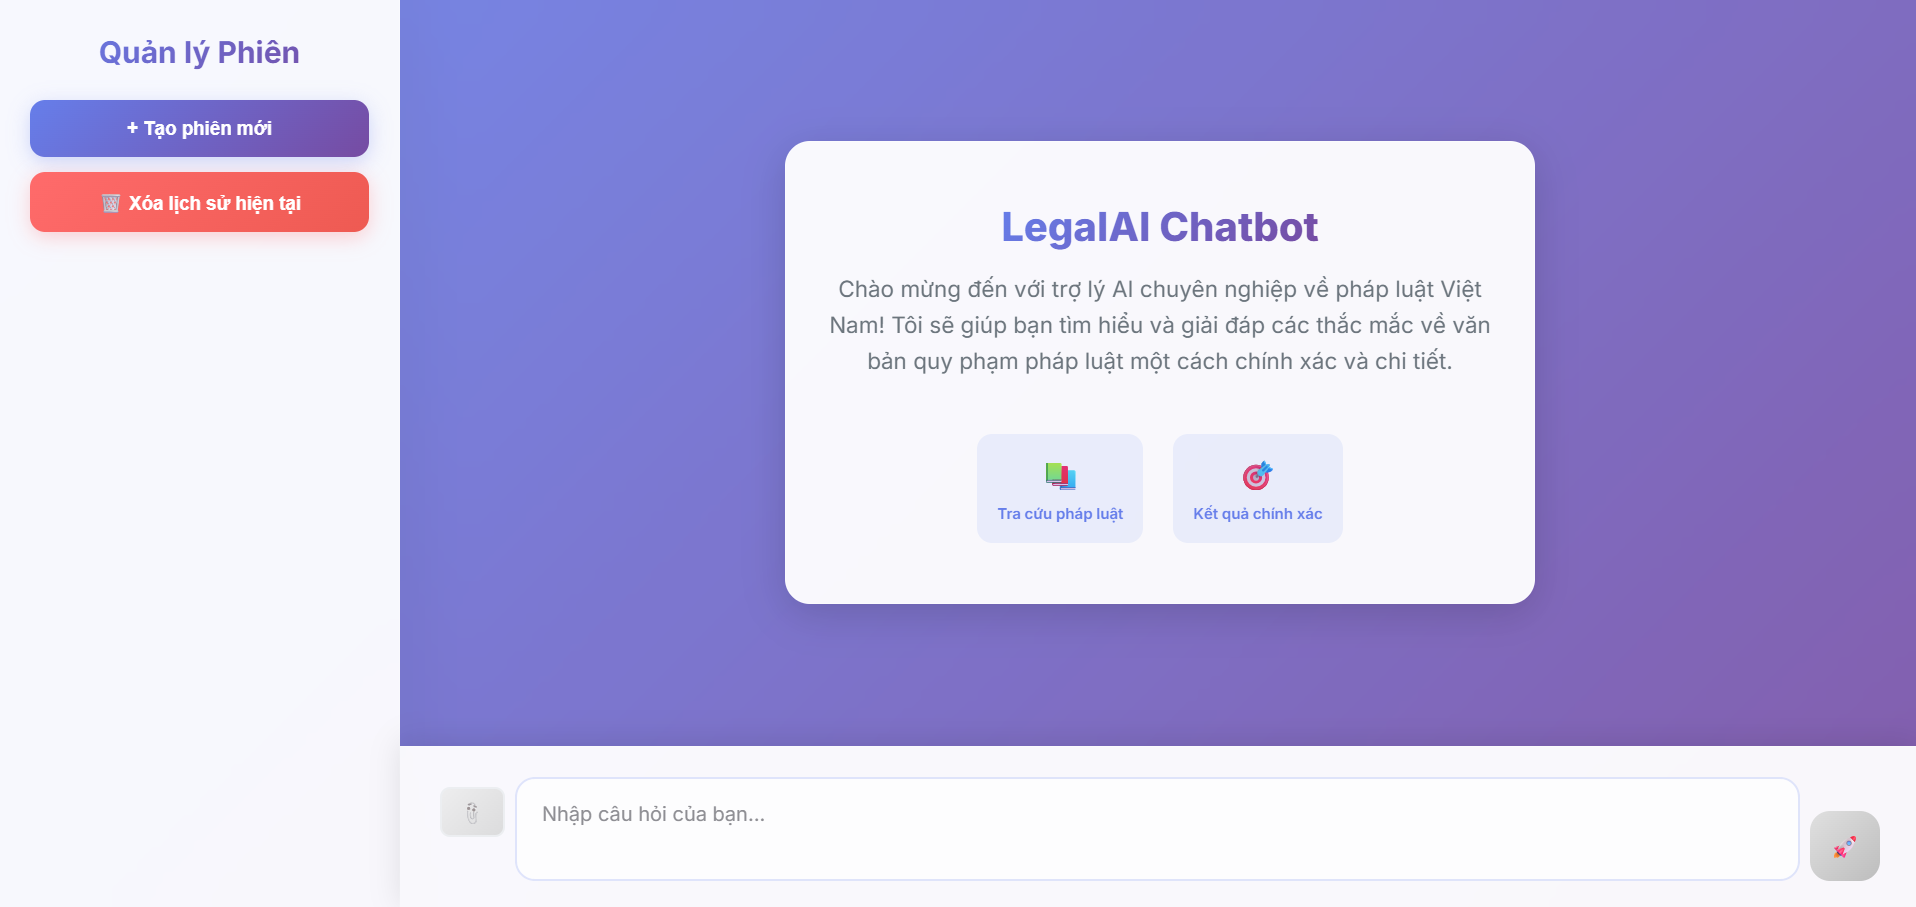 Quản lý Phiên
+ Tạo phiên mới
Xóa lịch sử hiện tại
LegalAI Chatbot
Chào mừng đến với trợ lý AI chuyên nghiệp về pháp luật Việt
Nam! Tôi sẽ giúp bạn tìm hiểu và giải đáp các thắc mắc về văn
bản quy phạm pháp luật một cách chính xác và chi tiết.
Tra cứu pháp luật
Kết quả chính xác
Nhập câu hỏi của bạn...